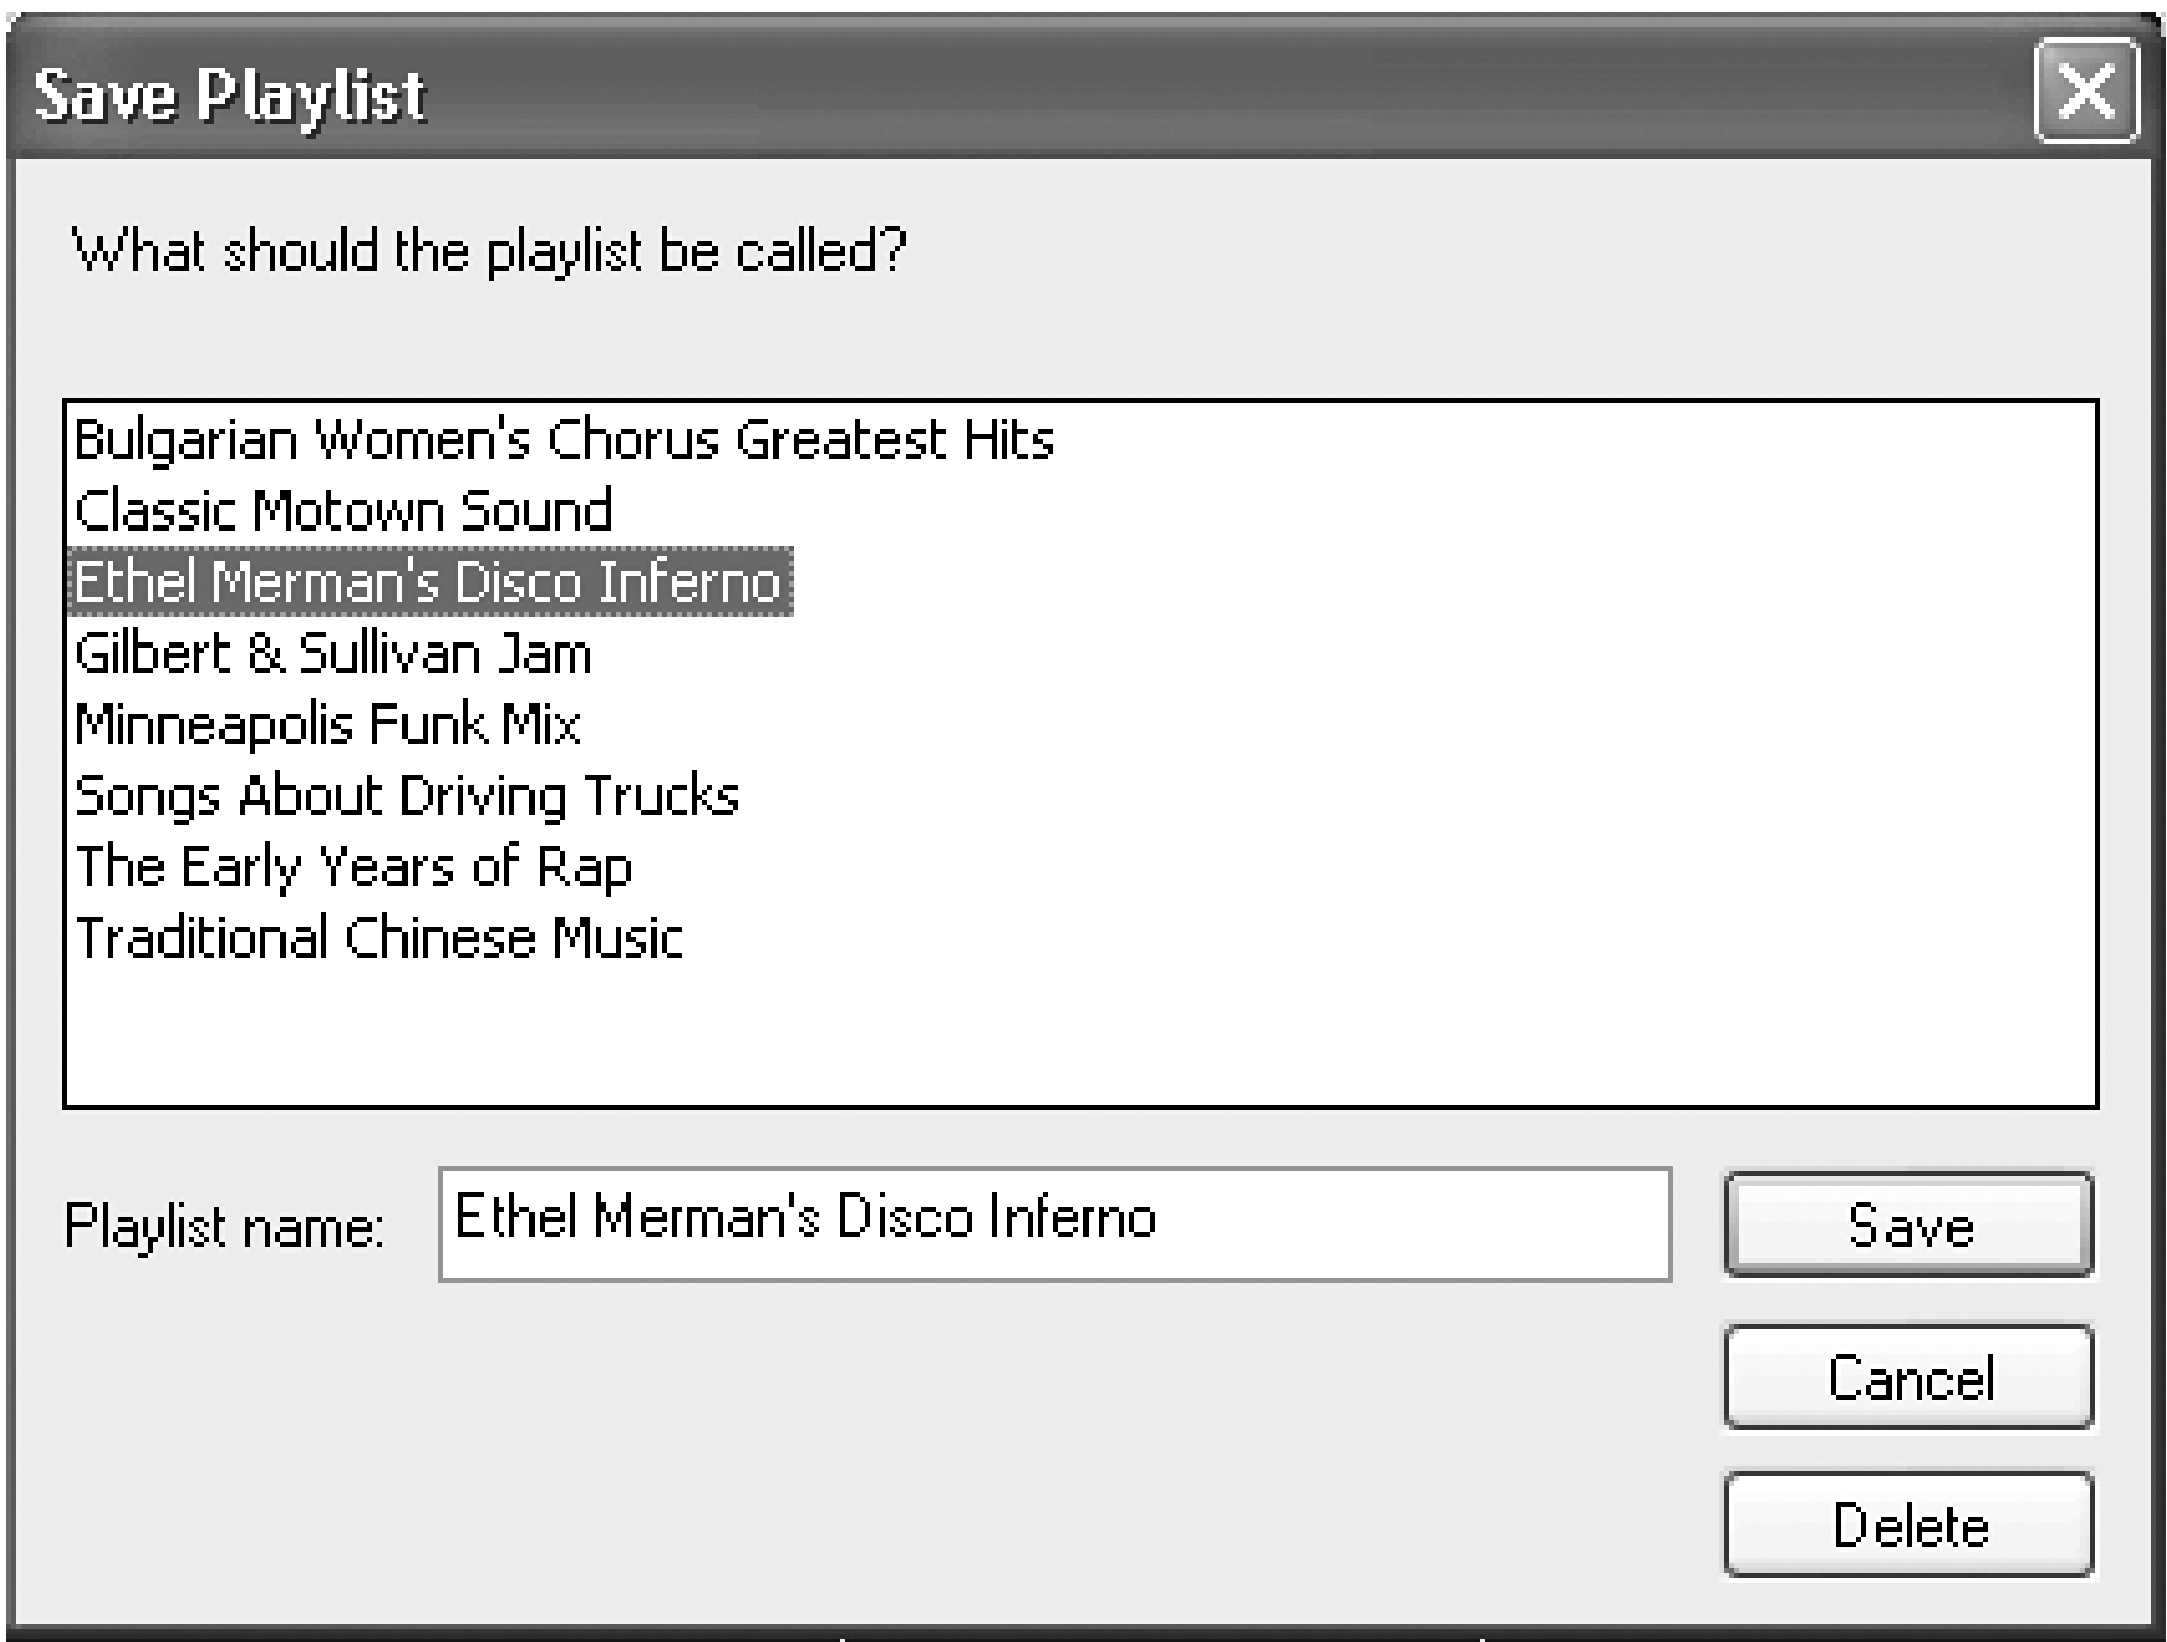 Save Playlist
What should the playlist be called?
Bulgarian Women's Chorus Greatest Hits
Classic Motown Sound
Ethel Merman's Disco Inferno
Gilbert & Sullivan Jam
Minneapolis Funk Mix
Songs About Driving Trucks
The Early Years of Rap
Traditional Chinese Music
Playlist name: Ethel Merman's Disco Inferno Save
Cancel
Delete